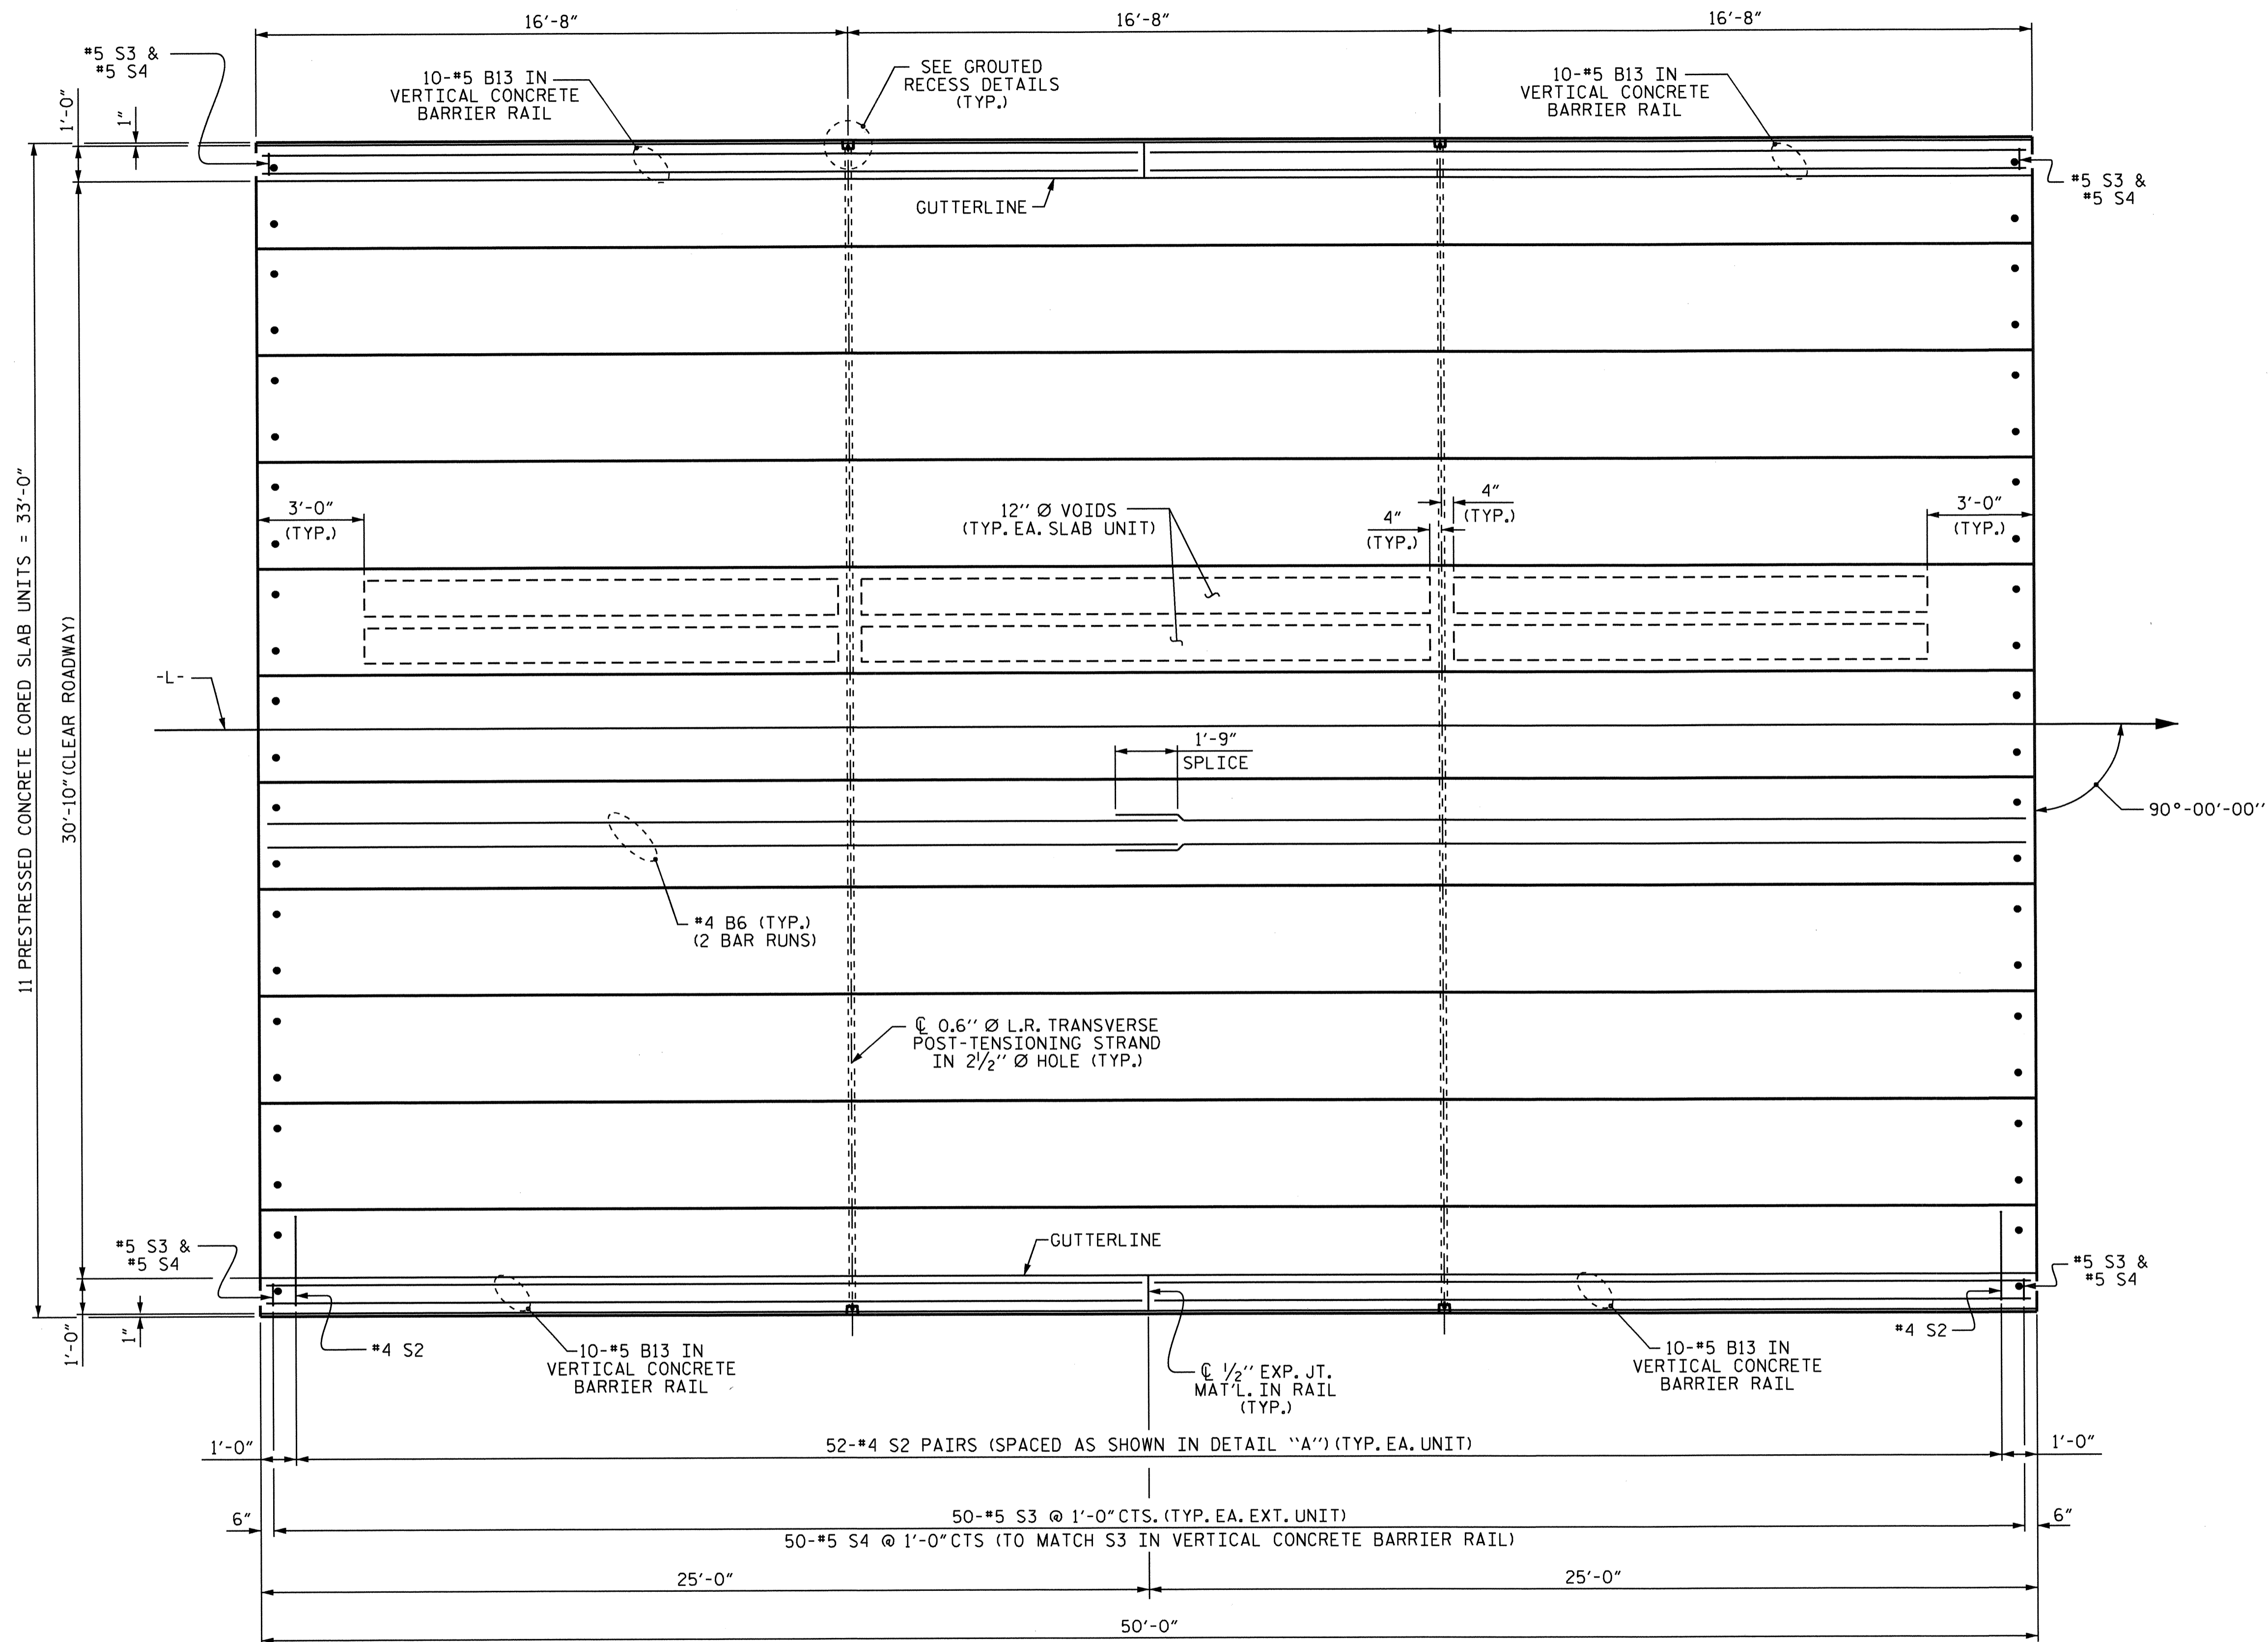 16'-8"
16'-8"
16'-8"
#5 S3 &
#5 S4
10-#5 B13 IN
VERTICAL CONCRETE
BARRIER RAIL
SEE GROUTED
RECESS DETAILS
(TYP.)
10-#5 B13 IN
VERTICAL CONCRETE
BARRIER RAIL
1'-0"
1"
#5 S3 &
#5 S4
GUTTERLINE
11 PRESTRESSED CONCRETE CORED SLAB UNITS = 33'-0"
30'-10" (CLEAR ROADWAY)
3'-0"
(TYP.)
12" Ø VOIDS
(TYP. EA. SLAB UNIT)
4"
(TYP.)
4"
(TYP.)
3'-0"
(TYP.)
-L-
1'-9"
SPLICE
90°-00'-00"
#4 B6 (TYP.)
(2 BAR RUNS)
℄ 0.6" Ø L.R. TRANSVERSE
POST-TENSIONING STRAND
IN 2½" Ø HOLE (TYP.)
#5 S3 &
#5 S4
GUTTERLINE
#5 S3 &
#5 S4
1'-0"
1"
#4 S2
10-#5 B13 IN
VERTICAL CONCRETE
BARRIER RAIL
℄ ½" EXP. JT.
MAT'L. IN RAIL
(TYP.)
10-#5 B13 IN
VERTICAL CONCRETE
BARRIER RAIL
#4 S2
1'-0"
52-#4 S2 PAIRS (SPACED AS SHOWN IN DETAIL "A") (TYP. EA. UNIT)
1'-0"
6"
50-#5 S3 @ 1'-0" CTS. (TYP. EA. EXT. UNIT)
50-#5 S4 @ 1'-0" CTS (TO MATCH S3 IN VERTICAL CONCRETE BARRIER RAIL)
6"
25'-0"
25'-0"
50'-0"